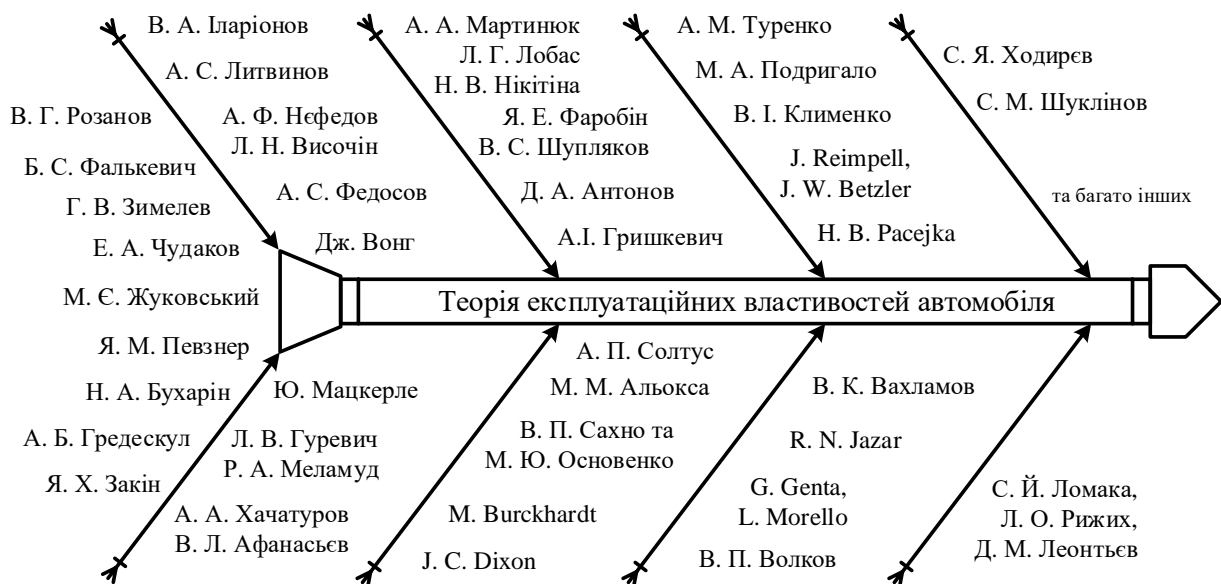 В. А. Іларіонов
А. С. Литвинов
В. Г. Розанов
А. Ф. Нєфедов
Л. Н. Височін
Б. С. Фалькевич
А. С. Федосов
Г. В. Зимелев
Дж. Вонг
Е. А. Чудаков
М. Є. Жуковський
Я. М. Певзнер
А. А. Мартинюк
Л. Г. Лобас
Н. В. Нікітіна
Я. Е. Фаробін
В. С. Шупляков
Д. А. Антонов
А.І. Гришкевич
А. М. Туренко
М. А. Подригало
В. І. Клименко
J. Reimpell,
J. W. Betzler
H. B. Pacejka
С. Я. Ходирєв
С. М. Шуклінов
та багато інших
Теорія експлуатаційних властивостей автомобіля
Н. А. Бухарін
Ю. Мацкерле
А. Б. Гредескул
Л. В. Гуревич
Р. А. Меламуд
Я. Х. Закін
А. А. Хачатуров
В. Л. Афанасьєв
А. П. Солтус
М. М. Альокса
В. П. Сахно та
М. Ю. Основенко
M. Burckhardt
J. C. Dixon
В. К. Вахламов
R. N. Jazar
G. Genta,
L. Morello
В. П. Волков
С. Й. Ломака,
Л. О. Рижих,
Д. М. Леонтьєв